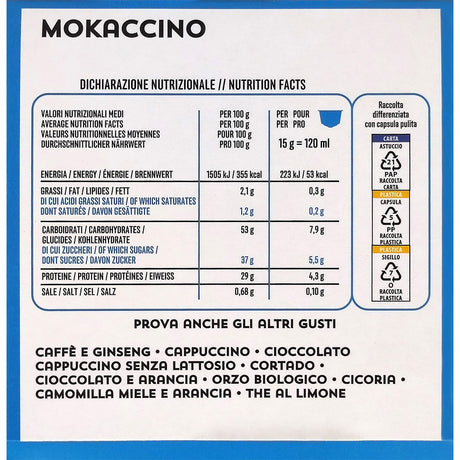 MOKACCINO
DICHIARAZIONE NUTRIZIONALE // NUTRITION FACTS
VALORI NUTRIZIONALI MEDI PER 100 g PER / POUR
AVERAGE NUTRITION FACTS PER 100 g PER / PRO
VALEURS NUTRITIONNELLES MOYENNES POUR 100 g
DURCHSCHNITTLICHER NÄHRWERT PRO 100 g 15 g = 120 ml
ENERGIA / ENERGY / ÉNERGIE / BRENNWERT 1505 kJ / 355 kcal 223 kJ / 53 kcal
GRASSI / FAT / LIPIDES / FETT 2,1 g 0,3 g
DI CUI ACIDI GRASSI SATURI / OF WHICH SATURATES
DONT SATURÉS / DAVON GESÄTTIGTE 1,2 g 0,2 g
CARBOIDRATI / CARBOHYDRATES / 53 g 7,9 g
GLUCIDES / KOHLENHYDRATE
DI CUI ZUCCHERI / OF WHICH SUGARS /
DONT SUCRES / DAVON ZUCKER 37 g 5,5 g
PROTEINE / PROTEIN / PROTÉINES / EIWEISS 29 g 4,3 g
SALE / SALT / SEL / SALZ 0,68 g 0,10 g
Raccolta
differenziata
con capsula pulita
CARTA
ASTUCCIO
21
PAP
RACCOLTA
CARTA
PLASTICA
CAPSULA
5
PP
RACCOLTA
PLASTICA
PLASTICA
SIGILLO
7
O
RACCOLTA
PLASTICA
PROVA ANCHE GLI ALTRI GUSTI
CAFFÈ E GINSENG • CAPPUCCINO • CIOCCOLATO
CAPPUCCINO SENZA LATTOSIO • CORTADO •
CIOCCOLATO E ARANCIA • ORZO BIOLOGICO • CICORIA •
CAMOMILLA MIELE E ARANCIA • THE AL LIMONE